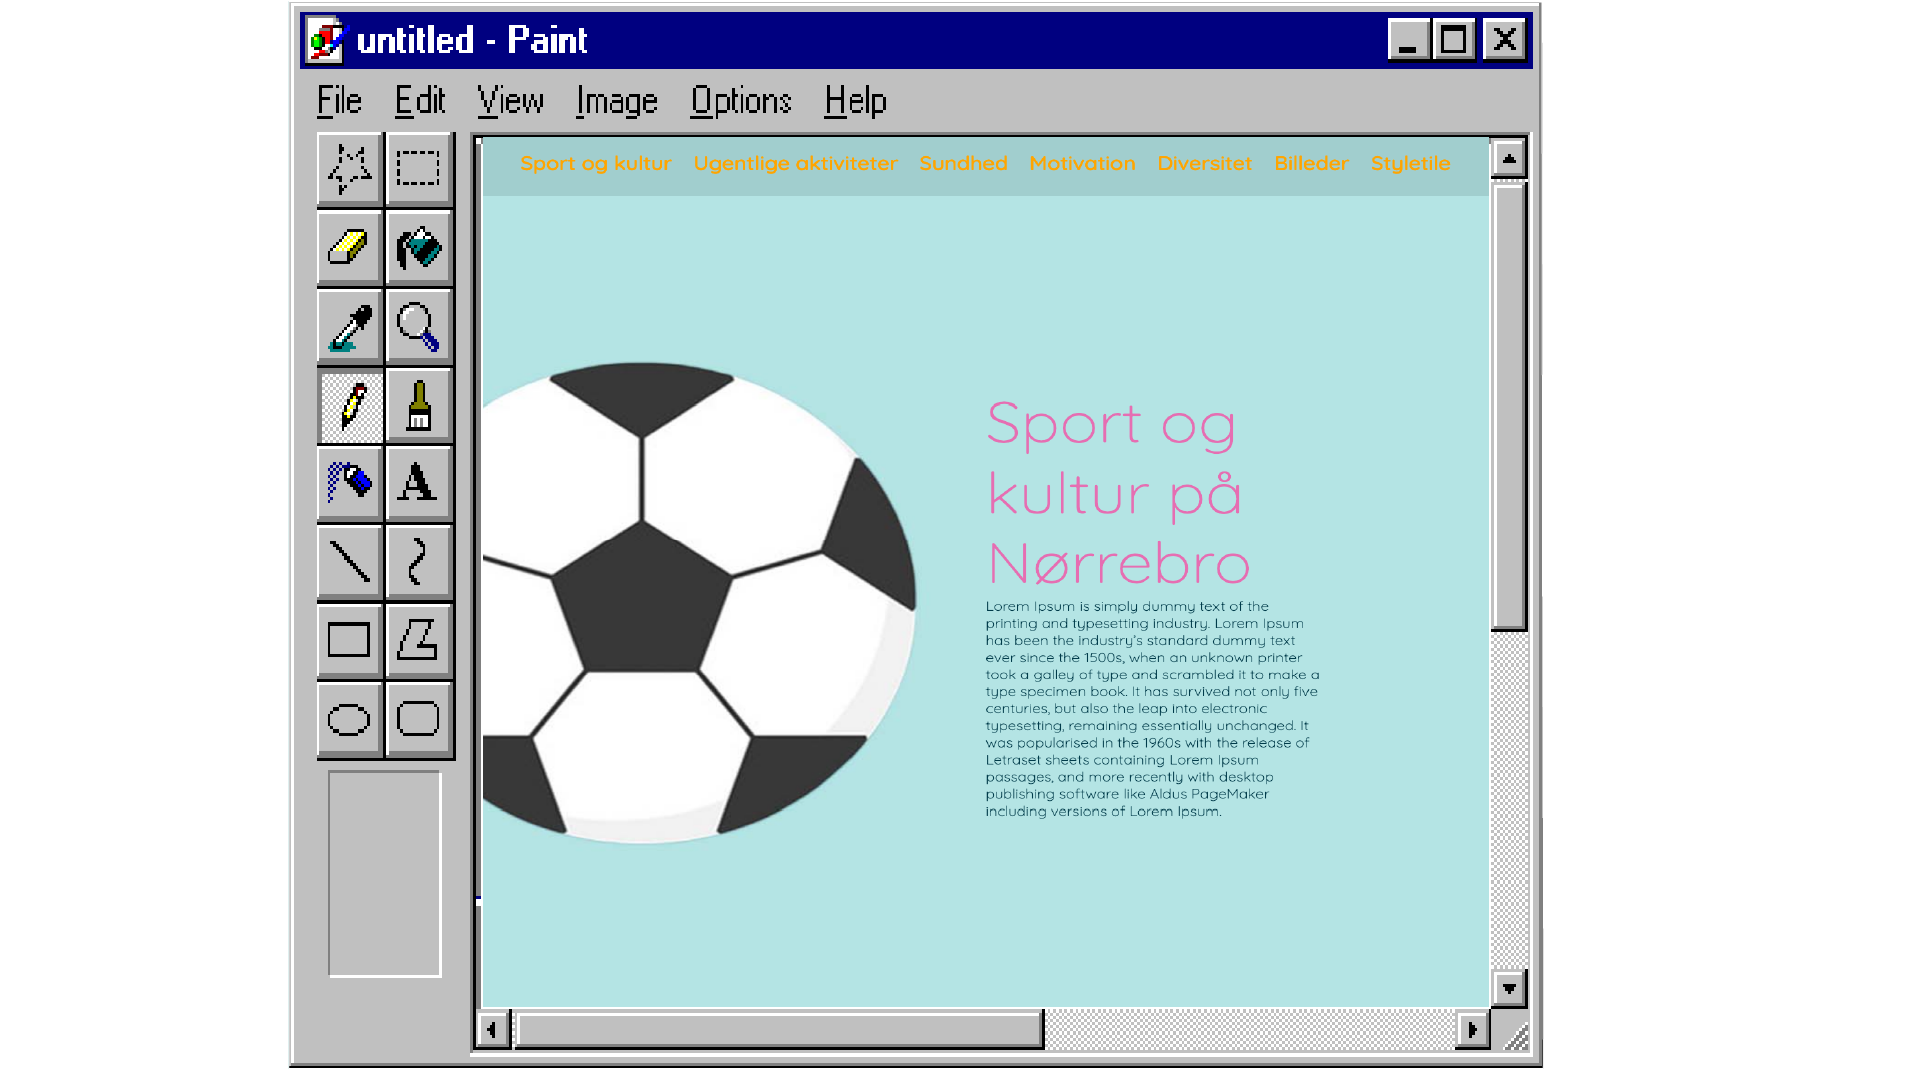 untitled - Paint
File Edit View Image Options Help
Sport og kultur Ugentlige aktiviteter Sundhed Motivation Diversitet Billeder Styletile
A
Sport og
kultur på
Nørrebro
Lorem Ipsum is simply dummy text of the
printing and typesetting industry. Lorem Ipsum
has been the industry's standard dummy text
ever since the 1500s, when an unknown printer
took a galley of type and scrambled it to make a
type specimen book. It has survived not only five
centuries, but also the leap into electronic
typesetting, remaining essentially unchanged. It
was popularised in the 1960s with the release of
Letraset sheets containing Lorem Ipsum
passages, and more recently with desktop
publishing software like Aldus PageMaker
including versions of Lorem Ipsum.